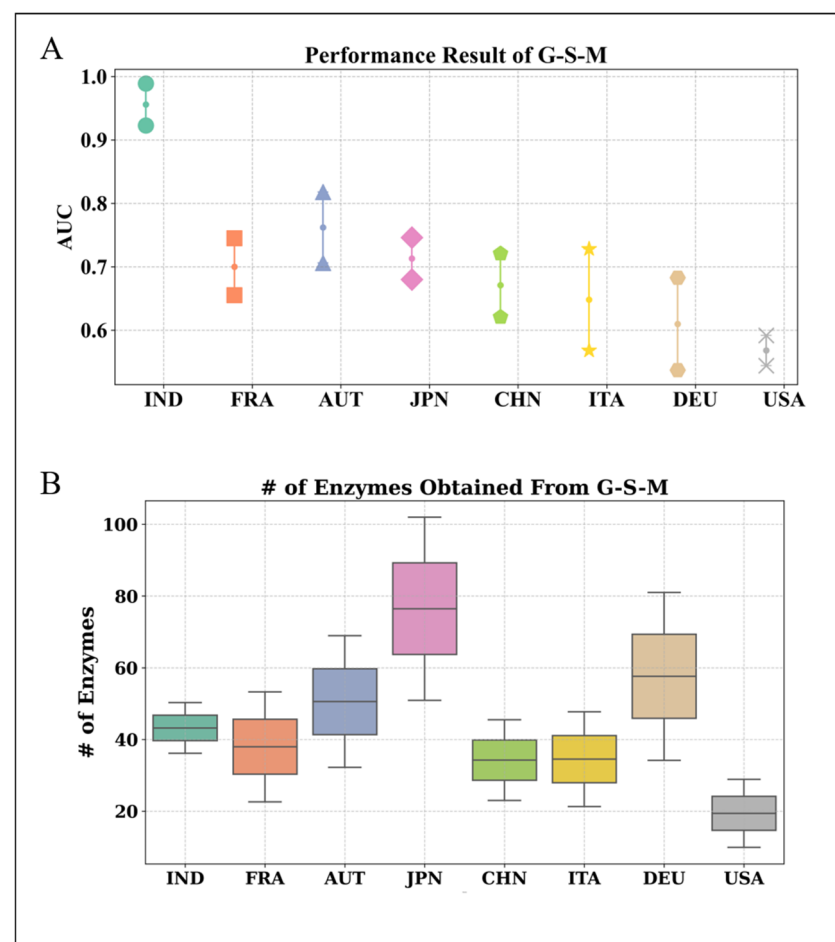 A
Performance Result of G-S-M
1.0
0.9
0.8
0.7
0.6
AUC
IND FRA AUT JPN CHN ITA DEU USA
B
# of Enzymes Obtained From G-S-M
100
80
60
40
20
# of Enzymes
IND FRA AUT JPN CHN ITA DEU USA